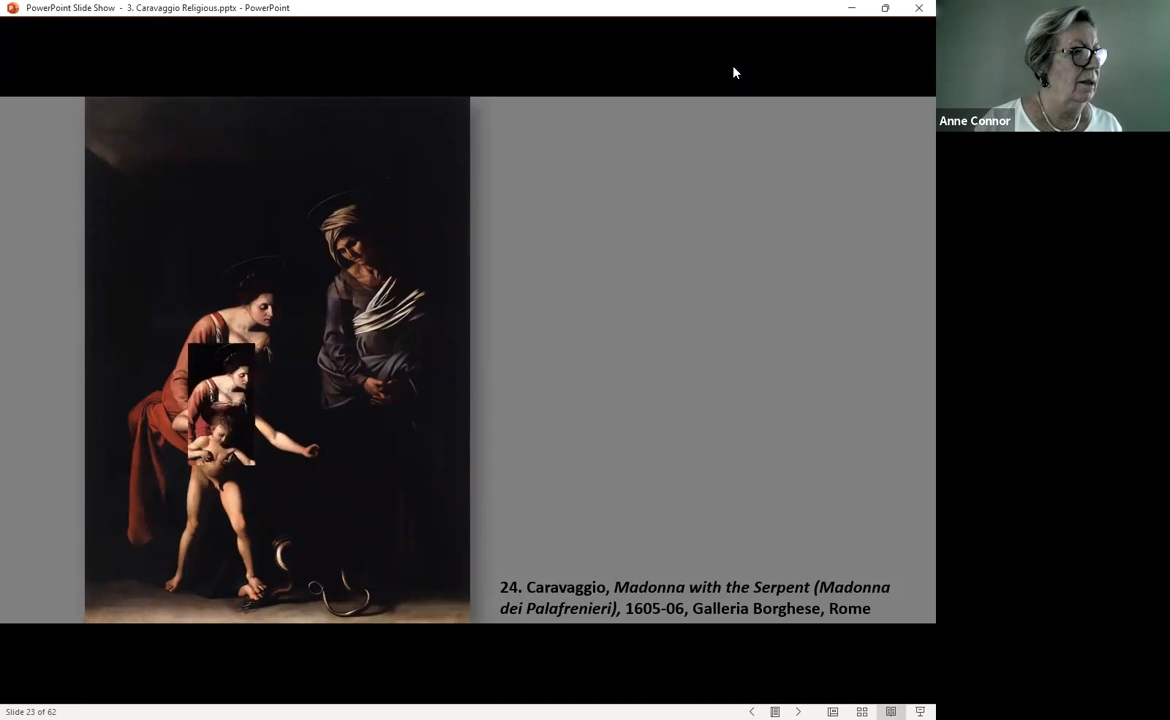 PowerPoint Slide Show - 3. Caravaggio Religious.pptx - PowerPoint
Anne Connor
24. Caravaggio, Madonna with the Serpent (Madonna
dei Palafrenieri), 1605-06, Galleria Borghese, Rome
Slide 23 of 62